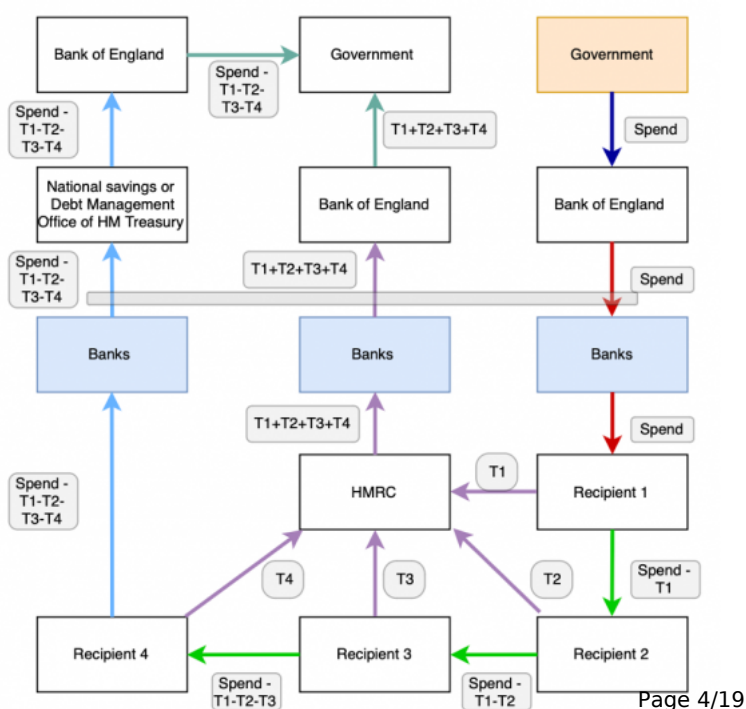 Bank of England
Government
Government
Spend -
T1-T2-
T3-T4
Spend -
T1-T2-
T3-T4
T1+T2+T3+T4
Spend
National savings or
Debt Management
Office of HM Treasury
Bank of England
Bank of England
Spend -
T1-T2-
T3-T4
T1+T2+T3+T4
Spend
Banks
Banks
Banks
T1+T2+T3+T4
Spend
Spend -
T1-T2-
T3-T4
HMRC
T1
Recipient 1
T4
T3
T2
Spend -
T1
Recipient 4
Recipient 3
Recipient 2
Spend -
T1-T2-T3
Spend -
T1-T2
Page 4/19